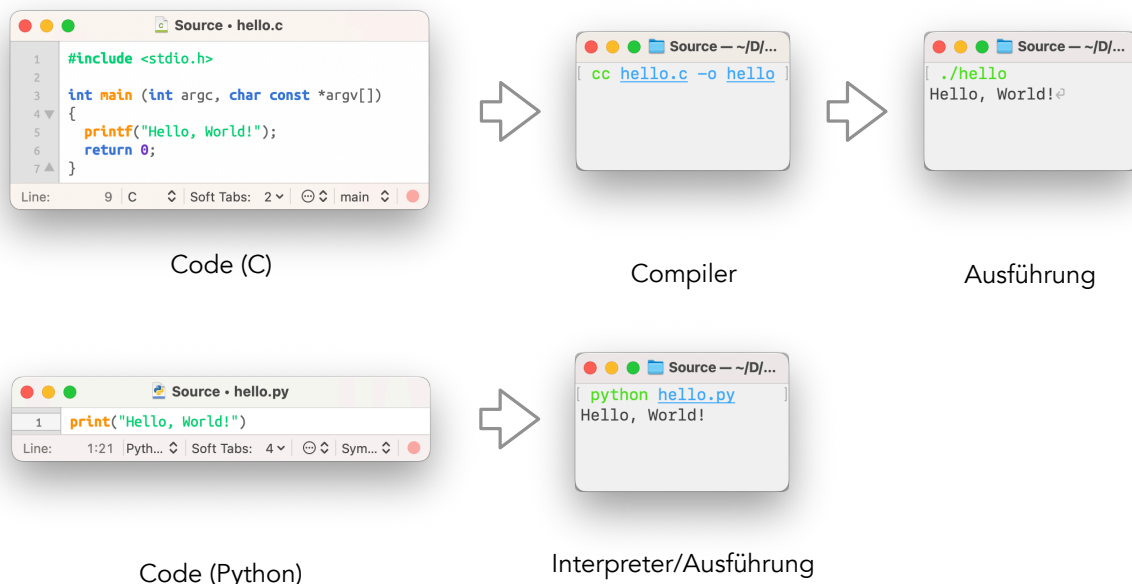 Source • hello.c
1 #include <stdio.h>
2
3 int main (int argc, char const *argv[])
4 {
5 printf("Hello, World!");
6 return 0;
7 }
Line: 9 C Soft Tabs: 2 main
Code (C)
Source — ~/D/...
[ cc hello.c -o hello ]
Compiler
Source — ~/D/...
[ ./hello
Hello, World!⏎
Ausführung
Source • hello.py
1 print("Hello, World!")
Line: 1:21 Pyth... Soft Tabs: 4 Sym...
Code (Python)
Source — ~/D/...
[ python hello.py ]
Hello, World!
Interpreter/Ausführung